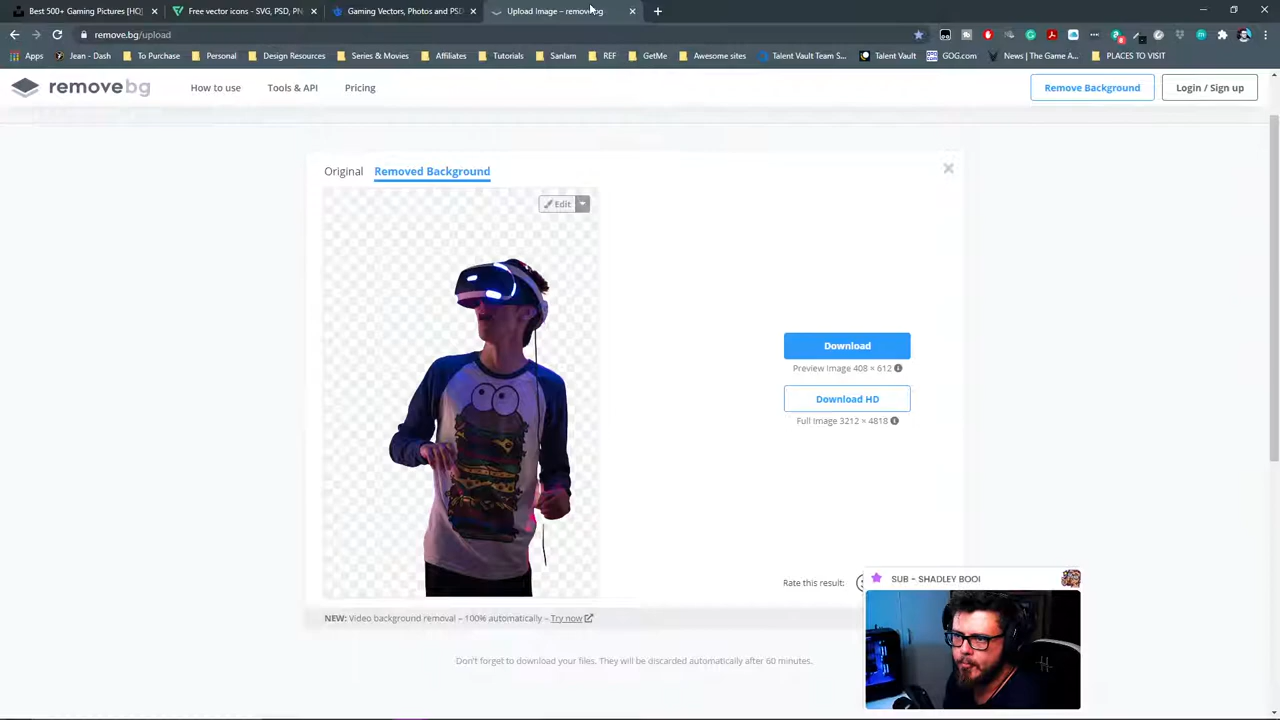 Best 500+ Gaming Pictures [HQ]
Free vector icons - SVG, PSD, PN
Gaming Vectors, Photos and PSD
Upload Image – remove.bg
remove.bg/upload
Apps
Jean - Dash
To Purchase
Personal
Design Resources
Music & Movies
Affiliates
Tutorials
Sanlam
REF
GetMe
Awesome sites
Talent Vault Team S...
Talent Vault
GOG.com
News | The Game A...
PLACES TO VISIT
removebg
How to use
Tools & API
Pricing
Remove Background
Login / Sign up
Original
Removed Background
Edit
Download
Preview Image 408 × 612
Download HD
Full Image 3212 × 4818
Rate this result:
NEW: Video background removal – 100% automatically – Try now
Don't forget to download your files. They will be discarded automatically after 60 minutes.
SUB - SHADLEY BOOI